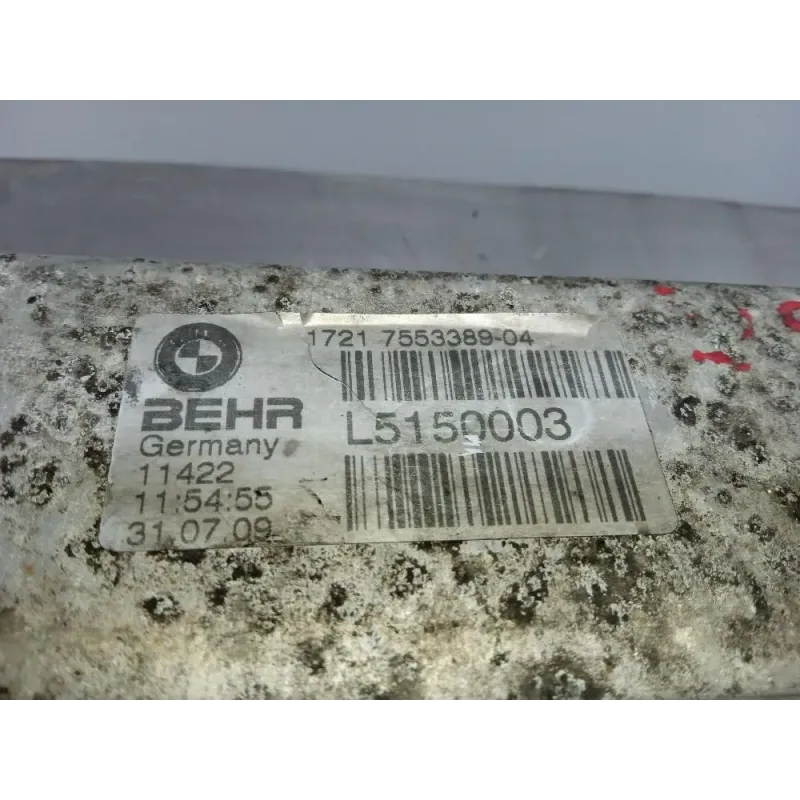 1721 7553389-04
BEHR
Germany
L5150003
11422
11:54:55
31.07.09